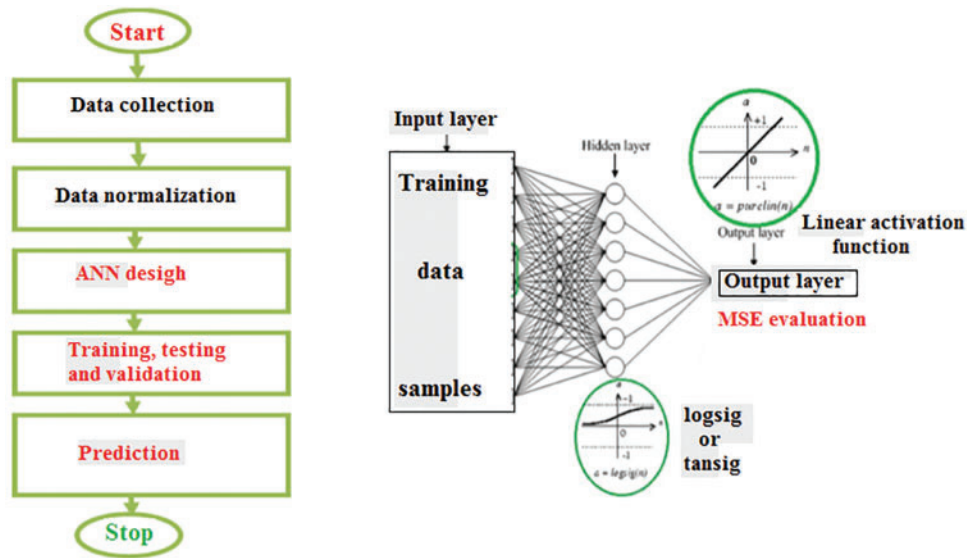 Start
Data collection
Data normalization
ANN desigh
Training, testing
and validation
Prediction
Stop
Input layer
Training
data
samples
Hidden layer
a
+1
n
0
-1
a = purelin(n)
Output layer
Linear activation
function
Output layer
MSE evaluation
a
-1
n
0
-1
a = logsig(n)
logsig
or
tansig